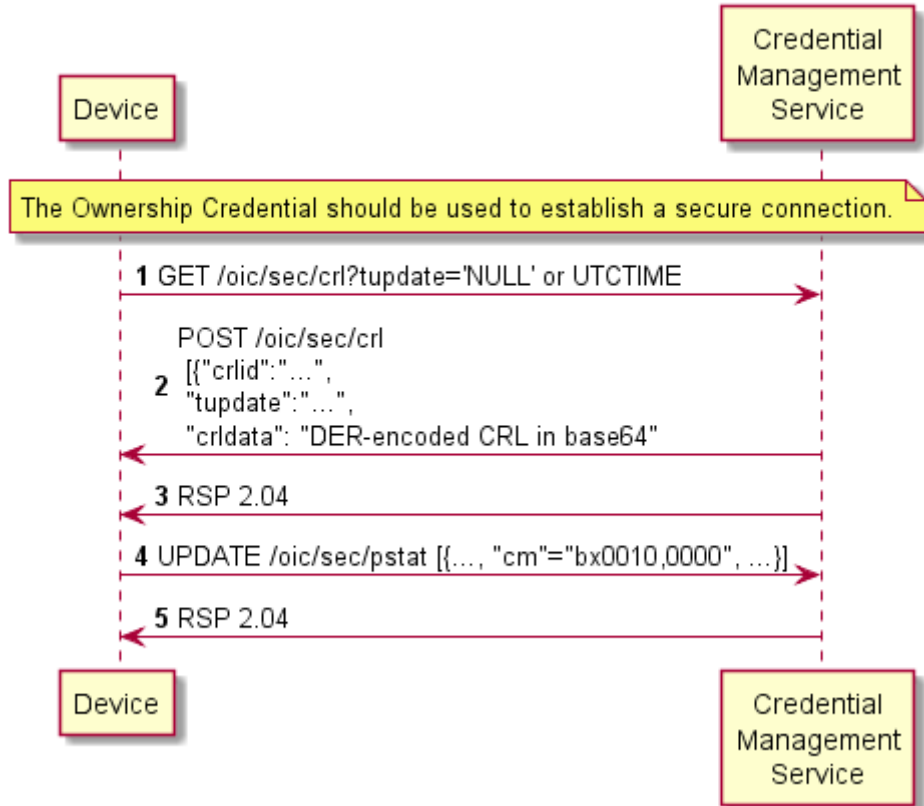 Device
Credential
Management
Service
The Ownership Credential should be used to establish a secure connection.
1 GET /oic/sec/crl?tupdate='NULL' or UTCTIME
POST /oic/sec/crl
[{"crlid":"...",
2
"tupdate":"...",
"crldata": "DER-encoded CRL in base64"
3 RSP 2.04
4 UPDATE /oic/sec/pstat [{..., "cm"="bx0010,0000", ...}]
5 RSP 2.04
Device
Credential
Management
Service